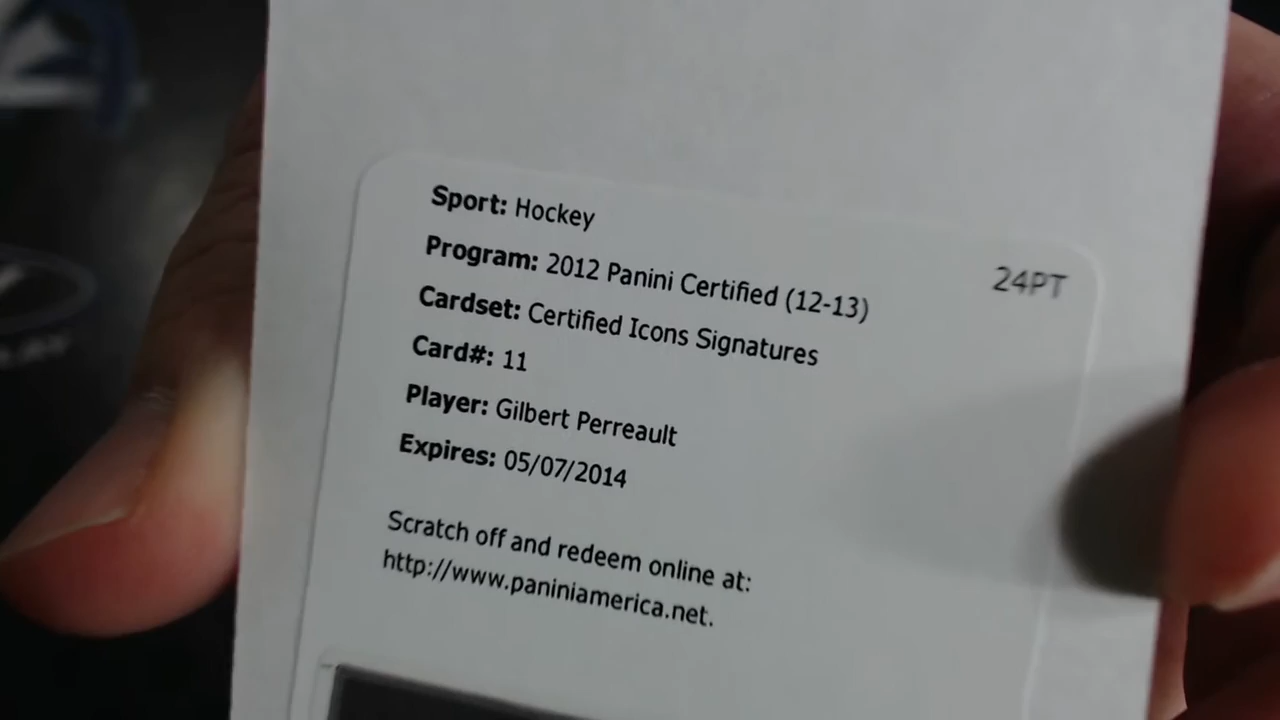 Sport: Hockey
Program: 2012 Panini Certified (12-13)
24PT
Cardset: Certified Icons Signatures
Card#: 11
Player: Gilbert Perreault
Expires: 05/07/2014
Scratch off and redeem online at:
http://www.paniniamerica.net.